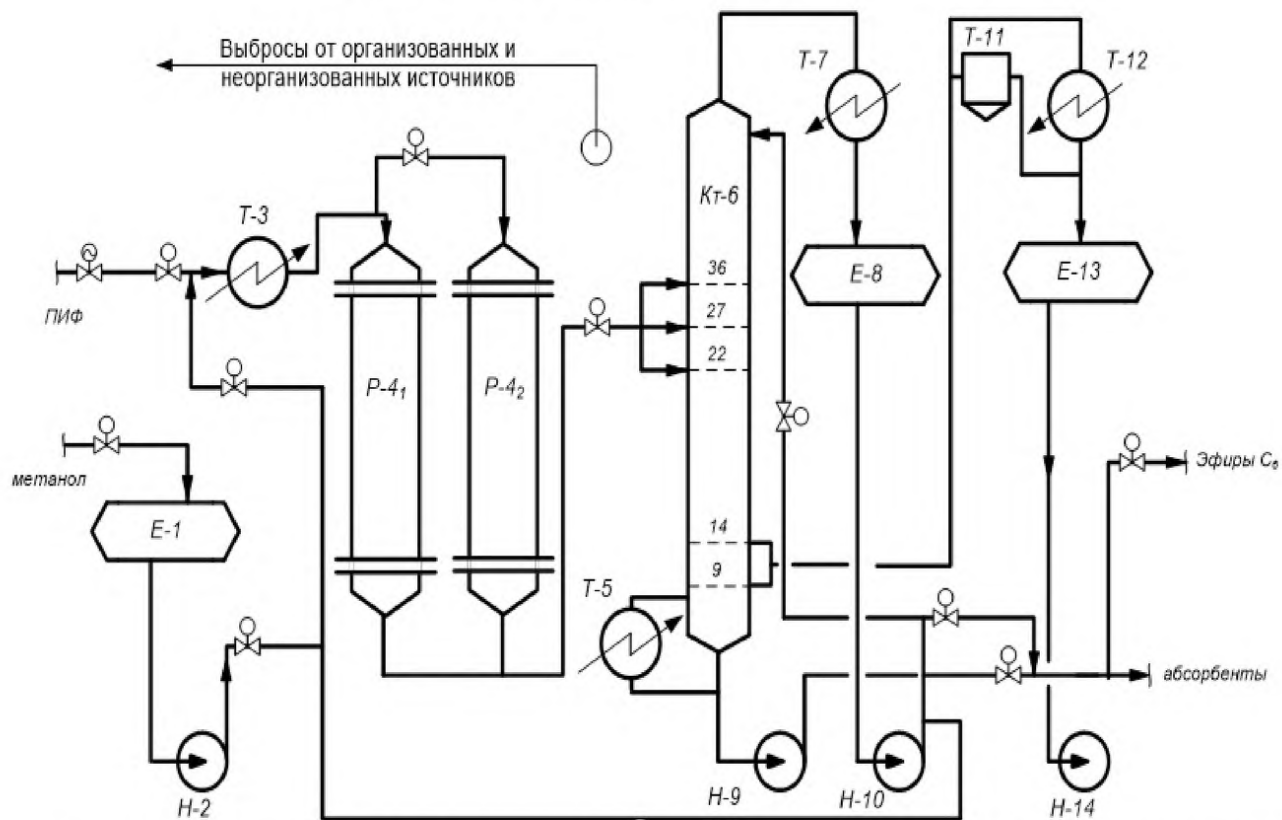 Выбросы от организованных и
неорганизованных источников
Т-7
Т-11
Т-12
Т-3
Кт-6
36
27
22
14
9
Е-8
Е-13
ПИФ
Р-4₁
Р-4₂
метанол
Е-1
Эфиры С₆
Т-5
абсорбенты
Н-2
Н-9
Н-10
Н-14